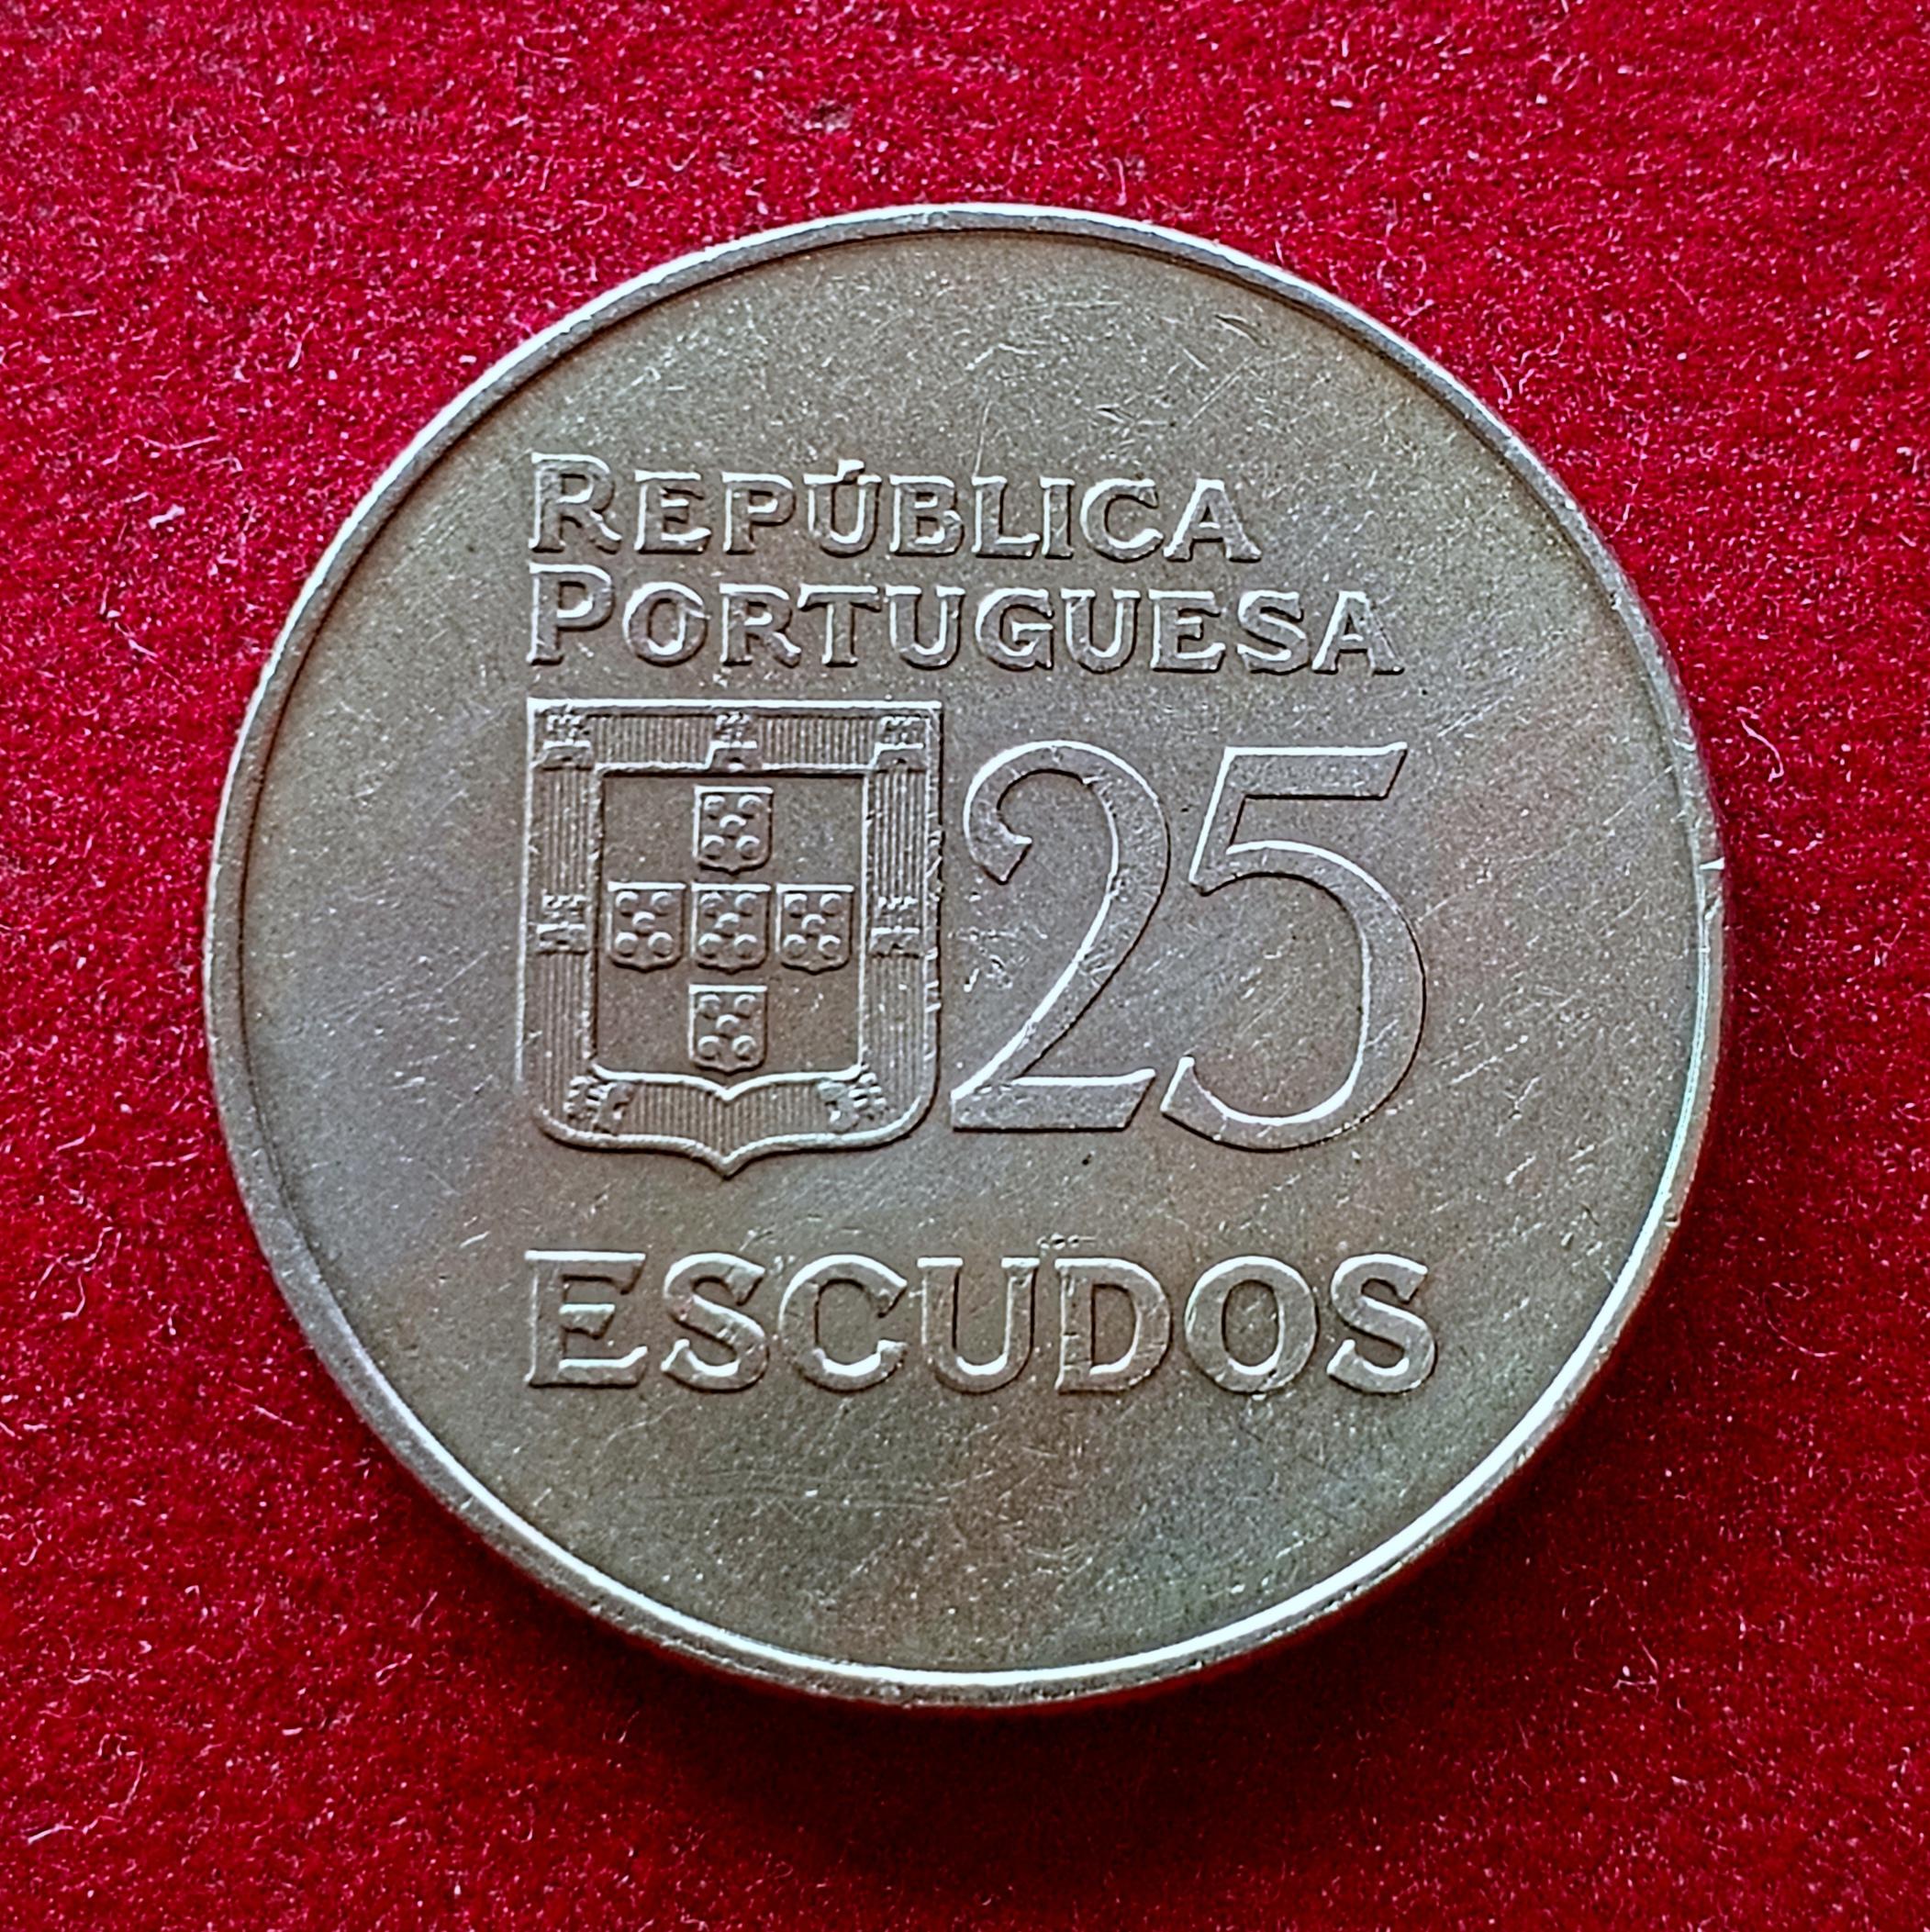 REPÚBLICA
PORTUGUESA
25
ESCUDOS